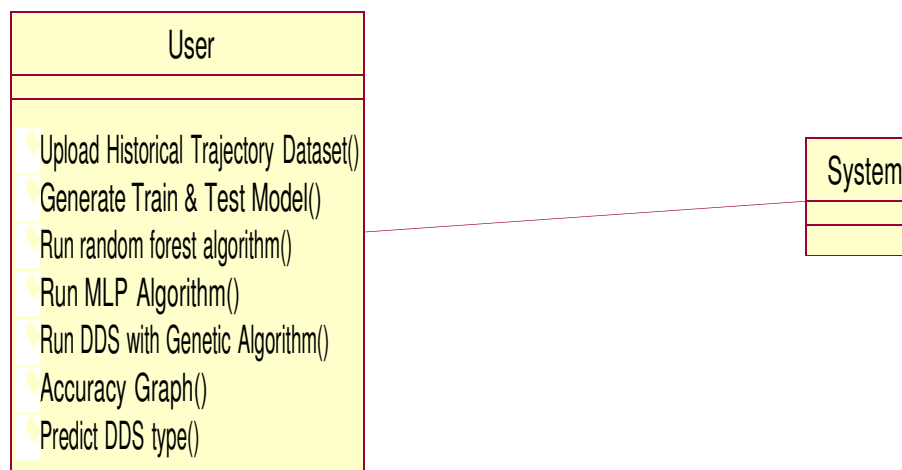 User
Upload Historical Trajectory Dataset()
Generate Train & Test Model()
Run random forest algorithm()
Run MLP Algorithm()
Run DDS with Genetic Algorithm()
Accuracy Graph()
Predict DDS type()
System